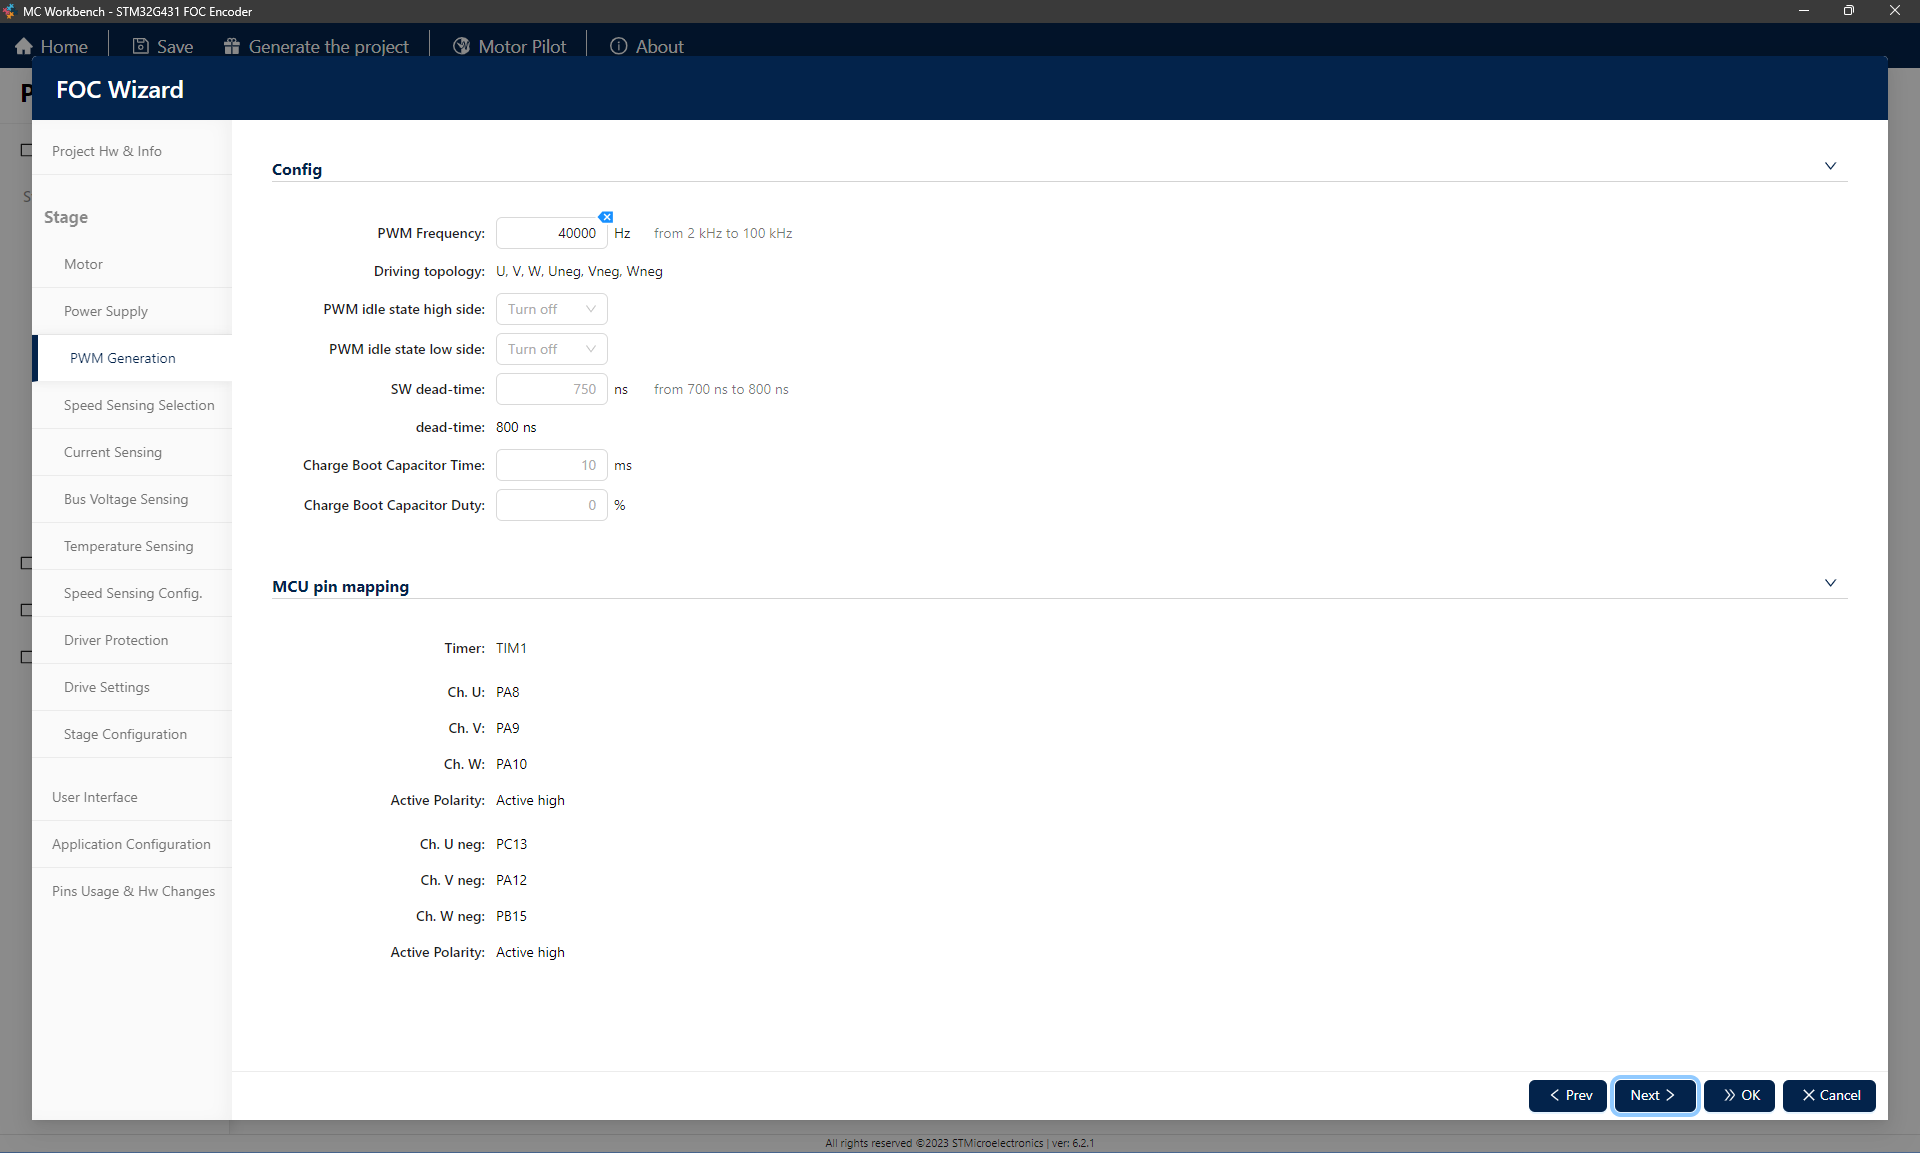 MC Workbench - STM32G431 FOC Encoder
Home
Save
Generate the project
Motor Pilot
About
P
S
FOC Wizard
Project Hw & Info
Stage
Motor
Power Supply
PWM Generation
Speed Sensing Selection
Current Sensing
Bus Voltage Sensing
Temperature Sensing
Speed Sensing Config.
Driver Protection
Drive Settings
Stage Configuration
User Interface
Application Configuration
Pins Usage & Hw Changes
Config
PWM Frequency: 40000 Hz from 2 kHz to 100 kHz
Driving topology: U, V, W, Uneg, Vneg, Wneg
PWM idle state high side: Turn off
PWM idle state low side: Turn off
SW dead-time: 750 ns from 700 ns to 800 ns
dead-time: 800 ns
Charge Boot Capacitor Time: 10 ms
Charge Boot Capacitor Duty: 0 %
MCU pin mapping
Timer: TIM1
Ch. U: PA8
Ch. V: PA9
Ch. W: PA10
Active Polarity: Active high
Ch. U neg: PC13
Ch. V neg: PA12
Ch. W neg: PB15
Active Polarity: Active high
Prev
Next
OK
Cancel
All rights reserved ©2023 STMicroelectronics | ver: 6.2.1